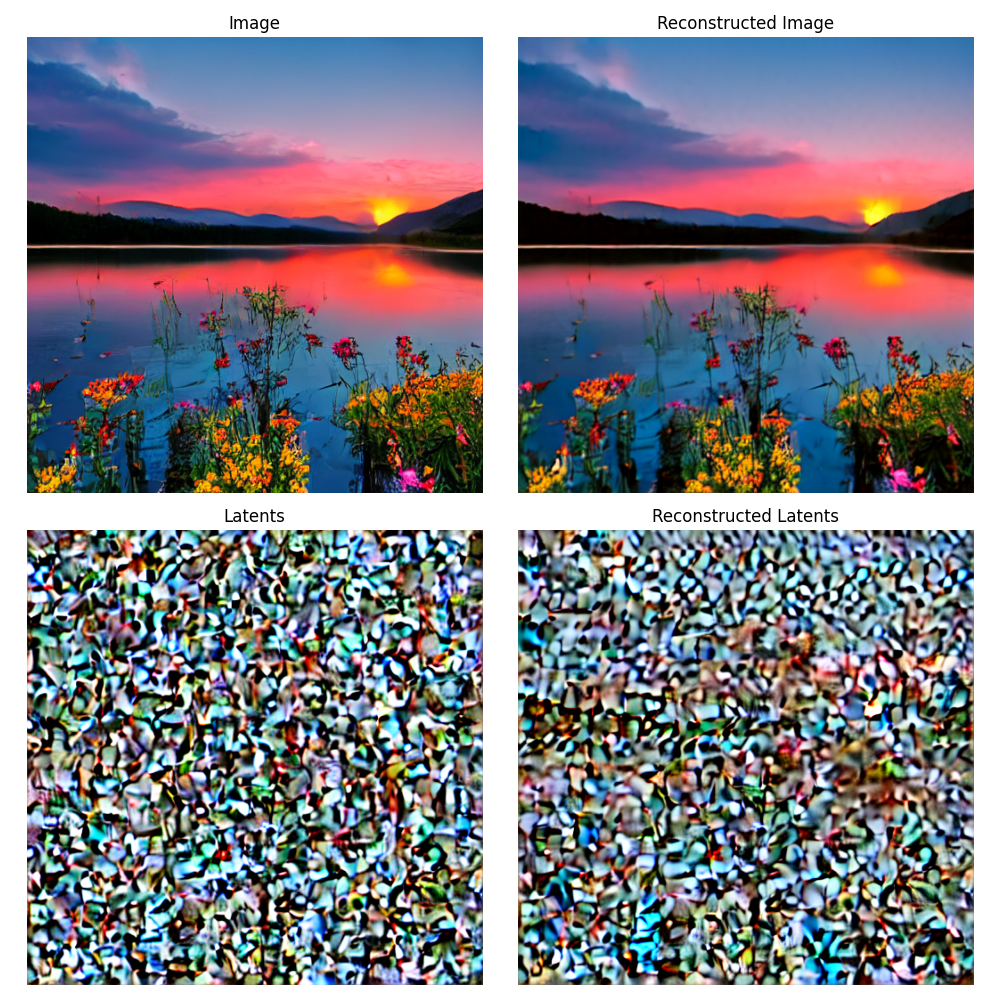 Image
Reconstructed Image
Latents
Reconstructed Latents